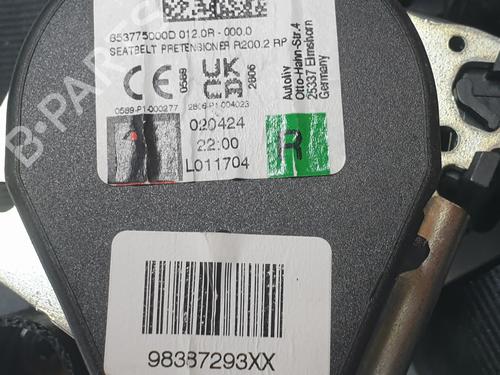 653775000D 012.0R - 000.0
SEATBELT PRETENSIONER R200.2 RP
CE
0589
UK
CA
2806
0589-P1-000277
2806-P1-004023
Autoliv
Otto-Hahn-Str.4
25337 Elmshorn
Germany
020424
22:00
L011704
R
98387293XX
B-PARTS